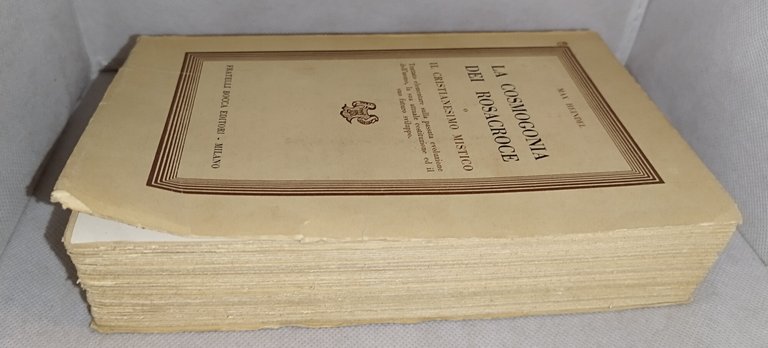 MAX HEINDEL
LA COSMOGONIA
DEI ROSACROCE
O
IL CRISTIANESIMO MISTICO
Trattato elementare sulla passata evoluzione
dell'uomo, la sua attuale costituzione ed il
suo futuro sviluppo.
FRATELLI BOCCA EDITORI - MILANO